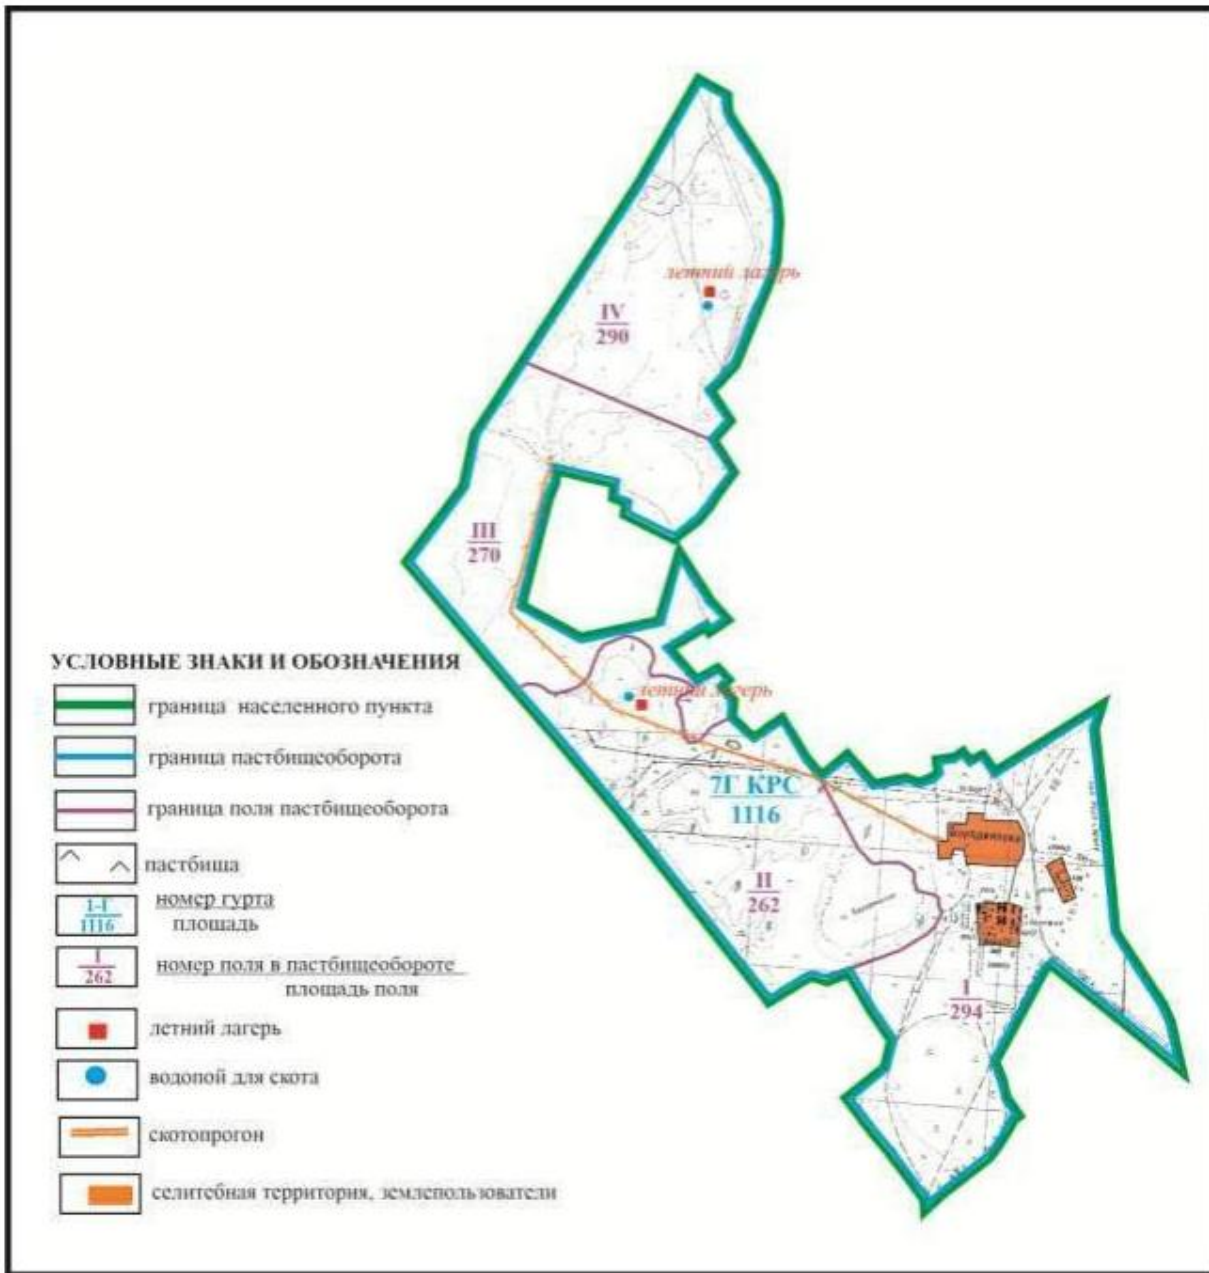 летний лагерь
IV
290
III
270
летний лагерь
7Г КРС
1116
II
262
I
294
УСЛОВНЫЕ ЗНАКИ И ОБОЗНАЧЕНИЯ
граница населенного пункта
граница пастбищеоборота
граница поля пастбищеоборота
пастбища
1-Г
1116
номер гурта
площадь
I
262
номер поля в пастбищеобороте
площадь поля
летний лагерь
водопой для скота
скотопрогон
селитебная территория, землепользователи